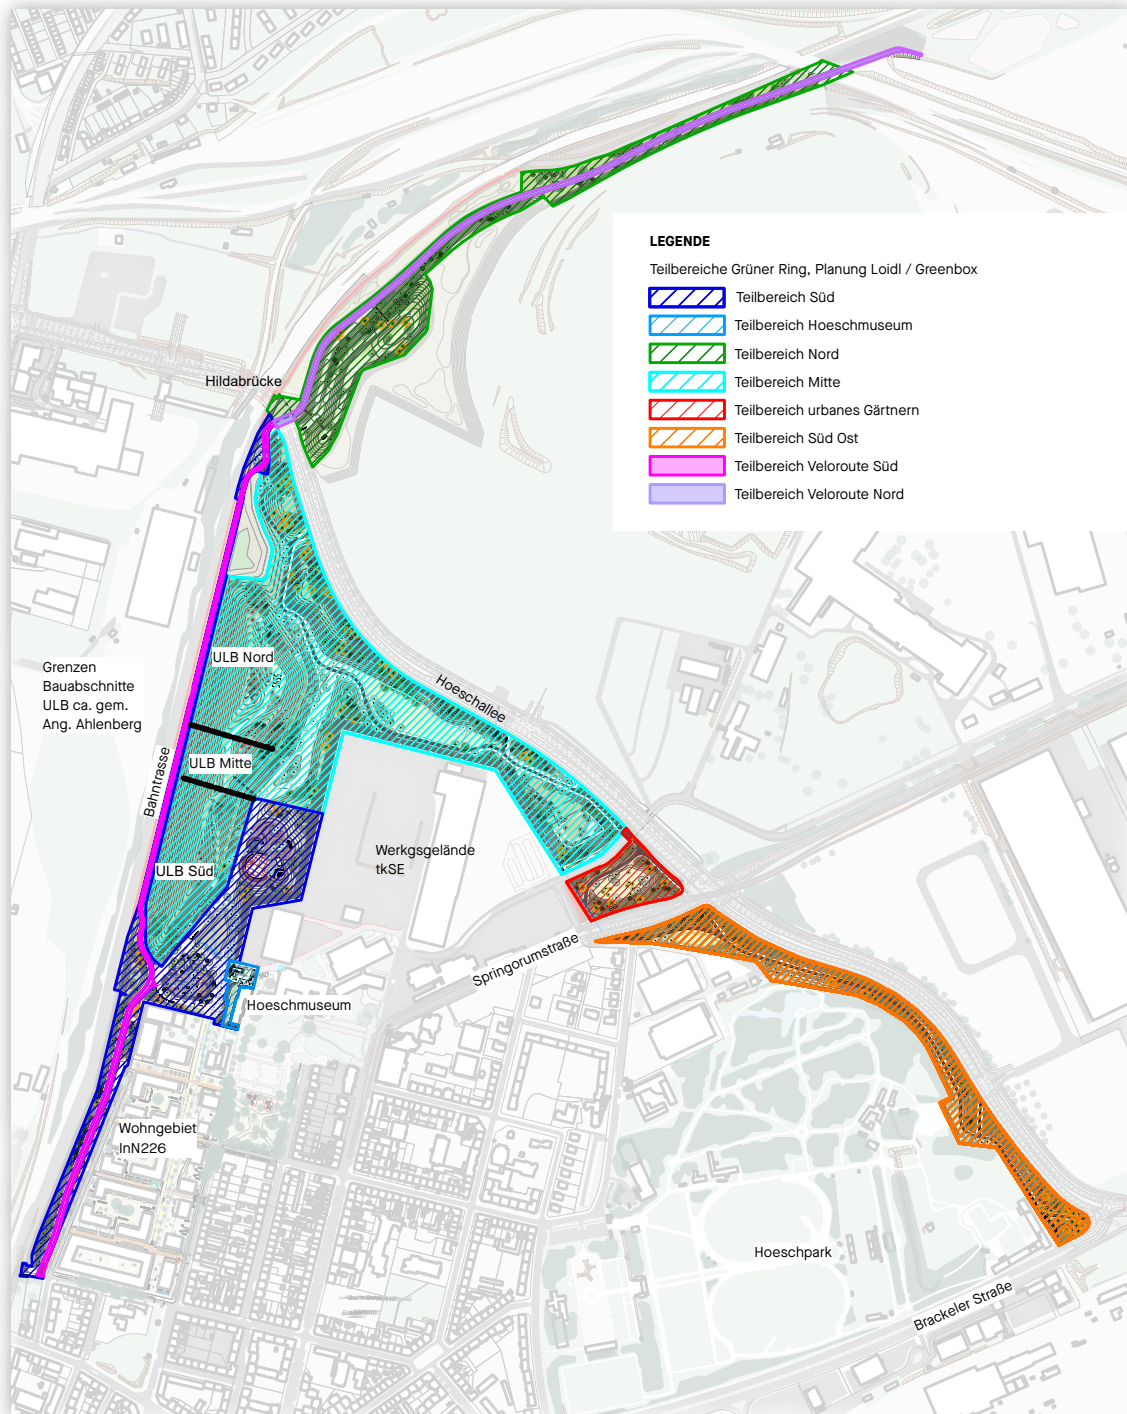 LEGENDE
Teilbereiche Grüner Ring, Planung Loidl / Greenbox
Teilbereich Süd
Teilbereich Hoeschmuseum
Teilbereich Nord
Teilbereich Mitte
Teilbereich urbanes Gärtnern
Teilbereich Süd Ost
Teilbereich Veloroute Süd
Teilbereich Veloroute Nord
Hildabrücke
ULB Nord
Grenzen
Bauabschnitte
ULB ca. gem.
Ang. Ahlenberg
Hoeschallee
Bahntrasse
ULB Mitte
ULB Süd
Werkgsgelände
tkSE
Springorumstraße
Hoeschmuseum
Wohngebiet
InN226
Hoeschpark
Brackeler Straße